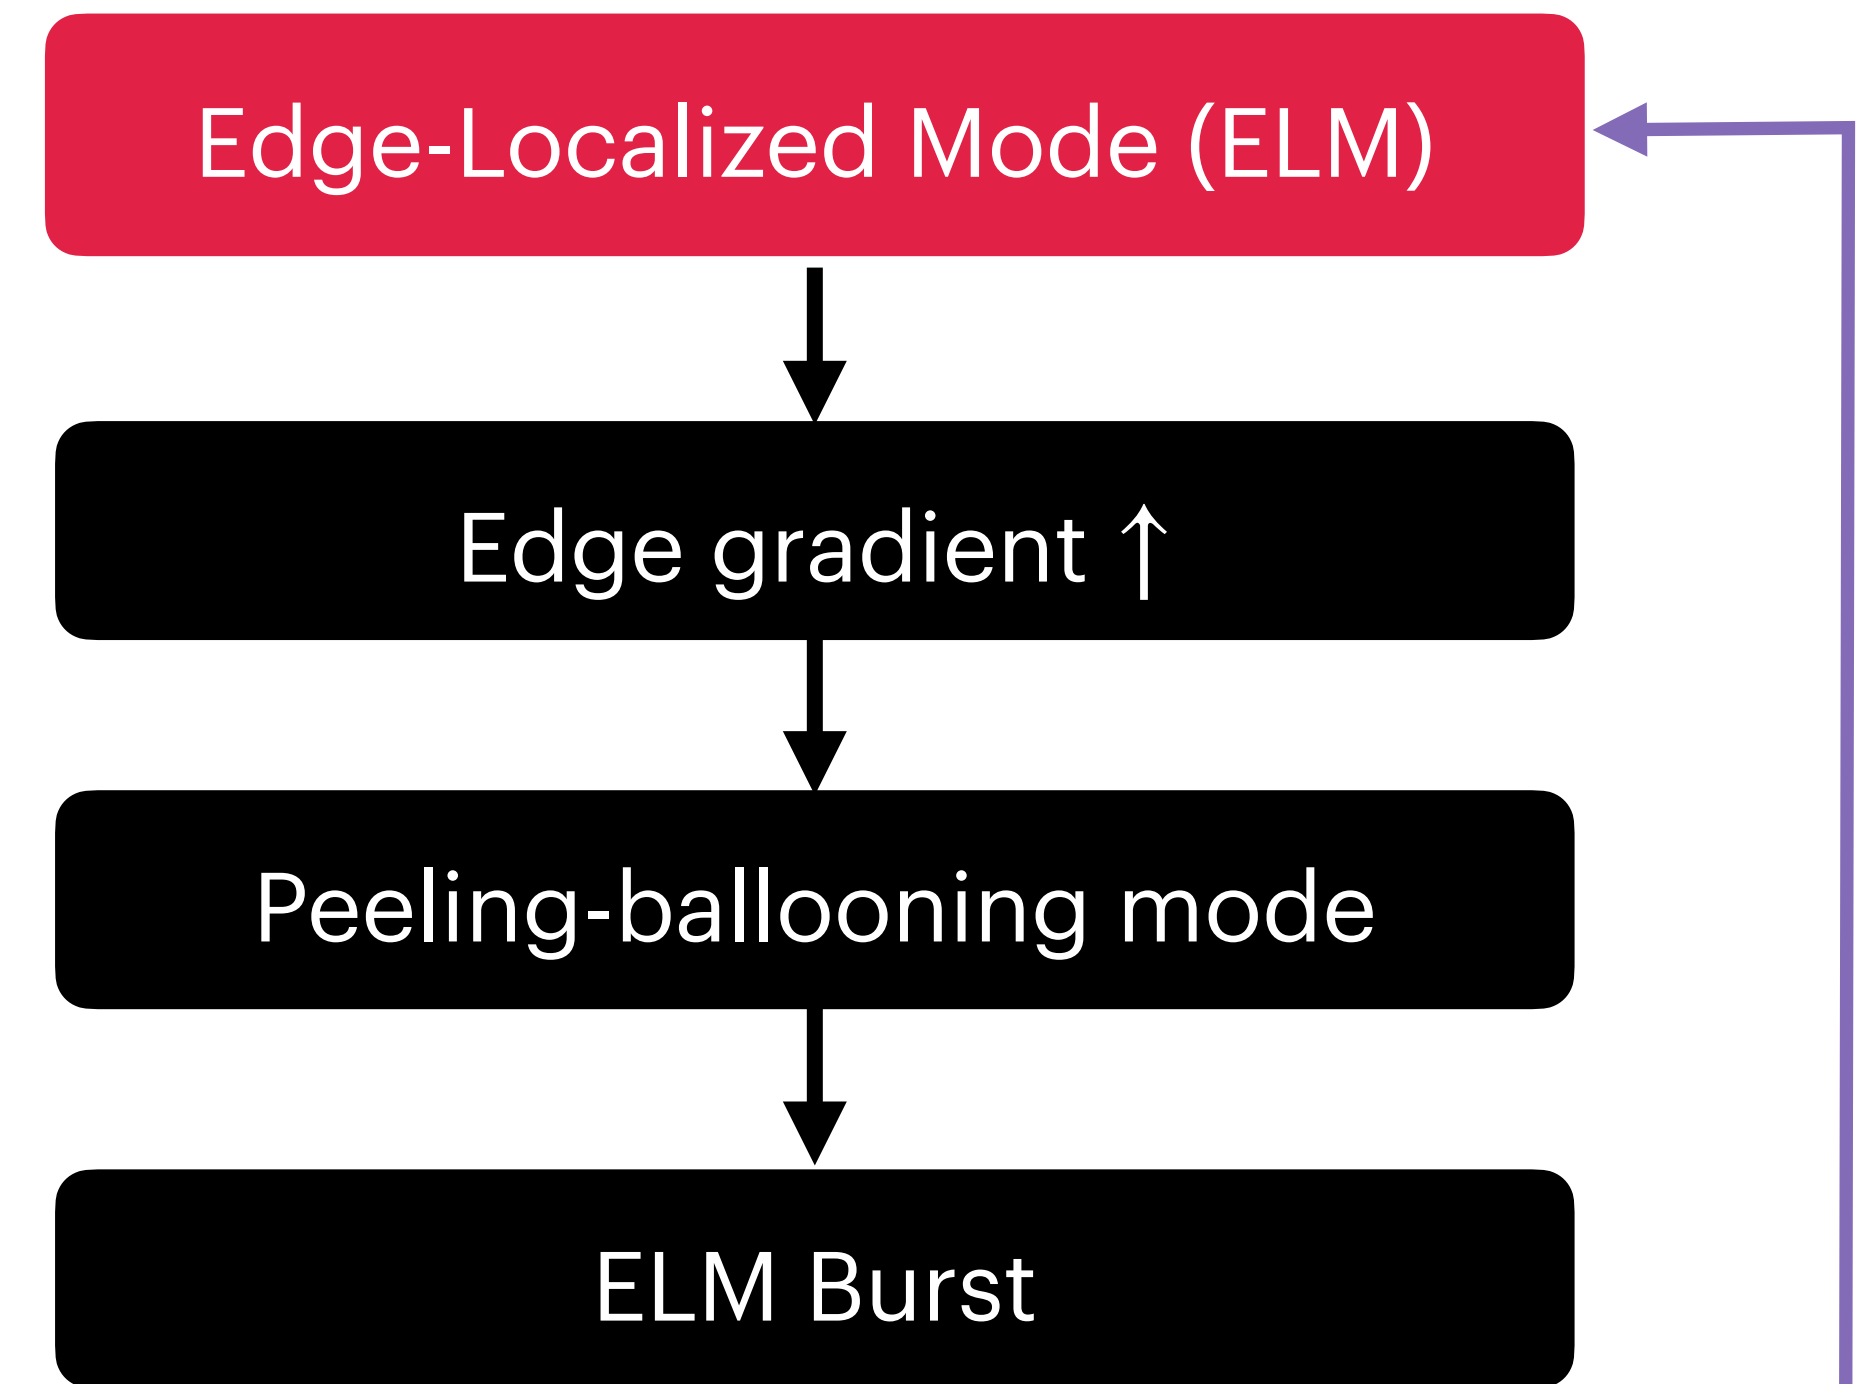 Edge-Localized Mode (ELM)
Edge gradient ↑
Peeling-ballooning mode
ELM Burst